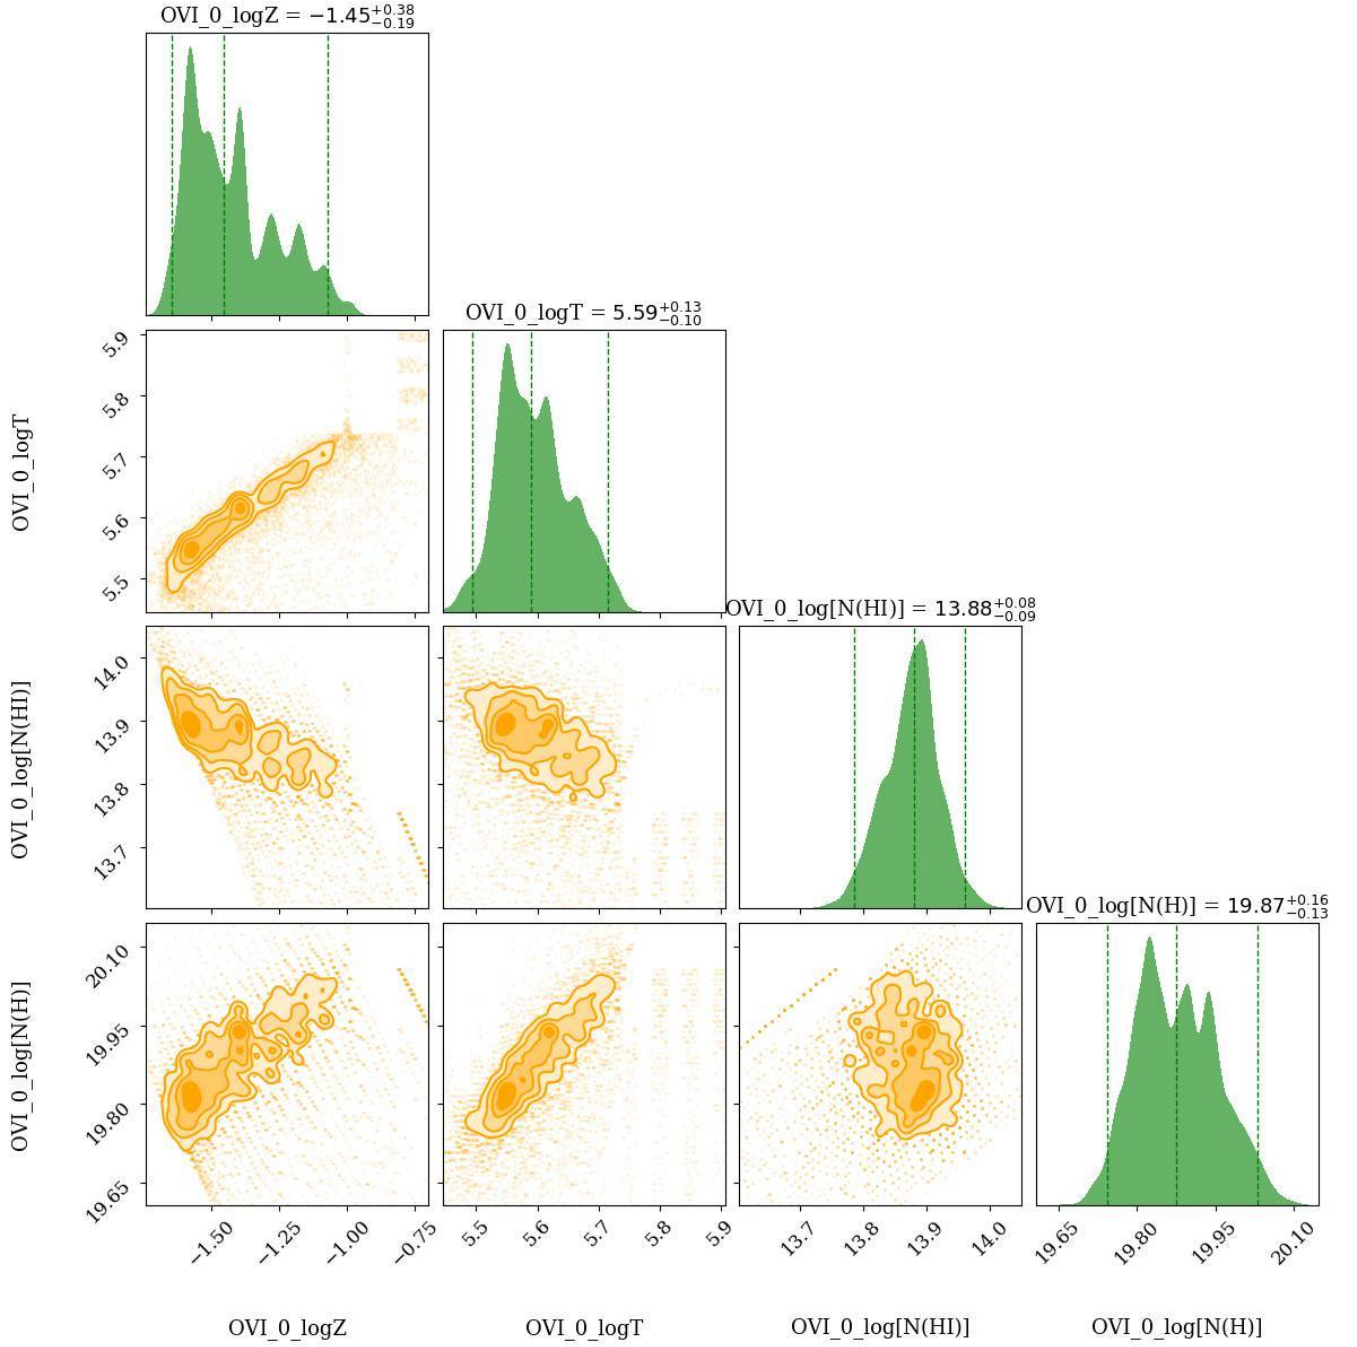 OVI_0_logZ = −1.45+0.38−0.19
OVI_0_logT = 5.59+0.13−0.10
5.9
5.8
5.7
5.6
5.5
OVI_0_logT
OVI_0_log[N(HI)] = 13.88+0.08−0.09
14.0
13.9
13.8
13.7
OVI_0_log[N(HI)]
OVI_0_log[N(H)] = 19.87+0.16−0.13
20.10
19.95
19.80
19.65
OVI_0_log[N(H)]
−1.50 −1.25 −1.00 −0.75
5.5 5.6 5.7 5.8 5.9
13.7 13.8 13.9 14.0
19.65 19.80 19.95 20.10
OVI_0_logZ
OVI_0_logT
OVI_0_log[N(HI)]
OVI_0_log[N(H)]